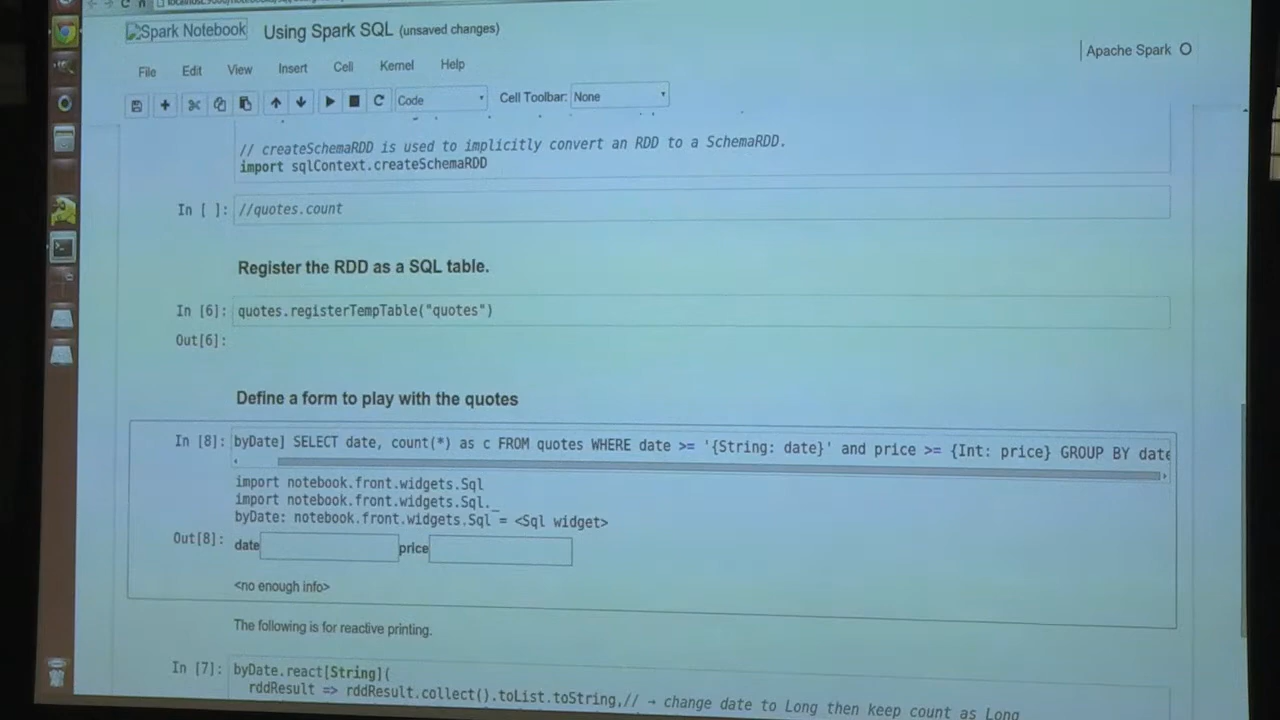 Spark Notebook Using Spark SQL (unsaved changes)
Apache Spark
File Edit View Insert Cell Kernel Help
Code Cell Toolbar: None
// createSchemaRDD is used to implicitly convert an RDD to a SchemaRDD.
import sqlContext.createSchemaRDD
In [ ]: //quotes.count
Register the RDD as a SQL table.
In [6]: quotes.registerTempTable("quotes")
Out[6]:
Define a form to play with the quotes
In [8]: byDate] SELECT date, count(*) as c FROM quotes WHERE date >= '{String: date}' and price >= {Int: price} GROUP BY date
import notebook.front.widgets.Sql
import notebook.front.widgets.Sql._
byDate: notebook.front.widgets.Sql = <Sql widget>
Out[8]: date price
<no enough info>
The following is for reactive printing.
In [7]: byDate.react[String](
rddResult => rddResult.collect().toList.toString,// → change date to Long then keep count as Long